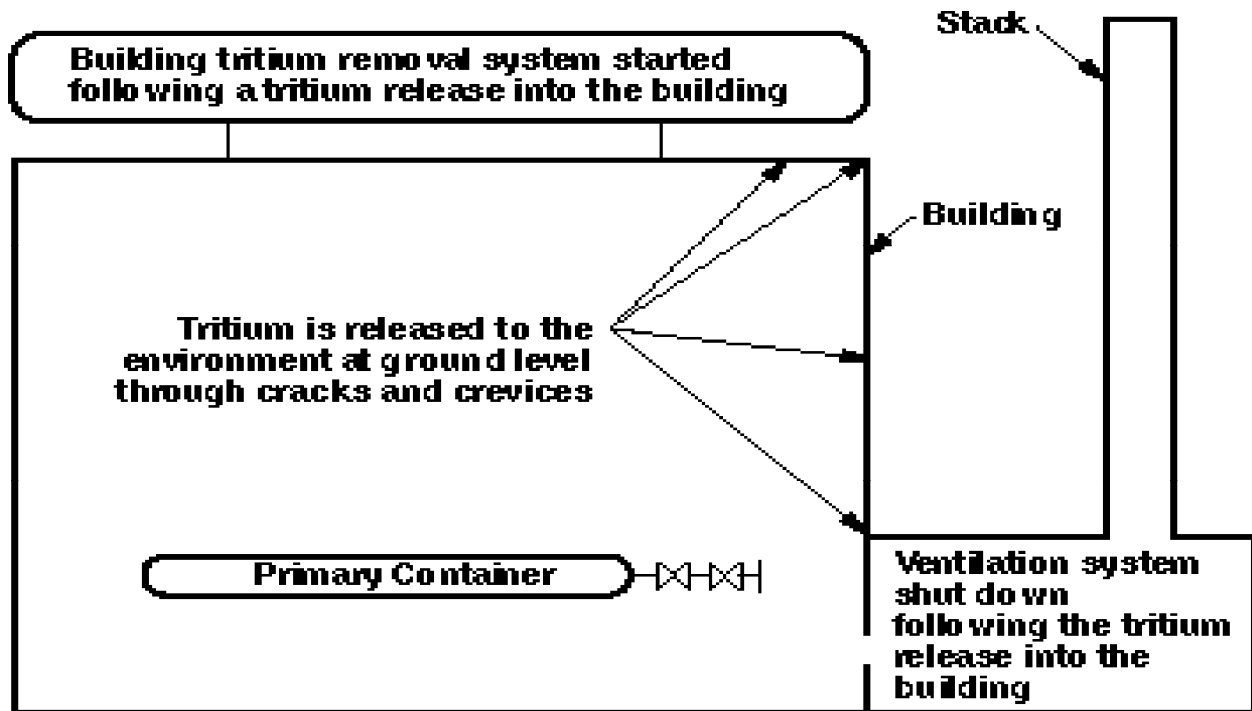 Stack
Building tritium removal system started
following a tritium release into the building
Building
Tritium is released to the
environment at ground level
through cracks and crevices
Primary Container
Ventilation system
shut down
following the tritium
release into the
building